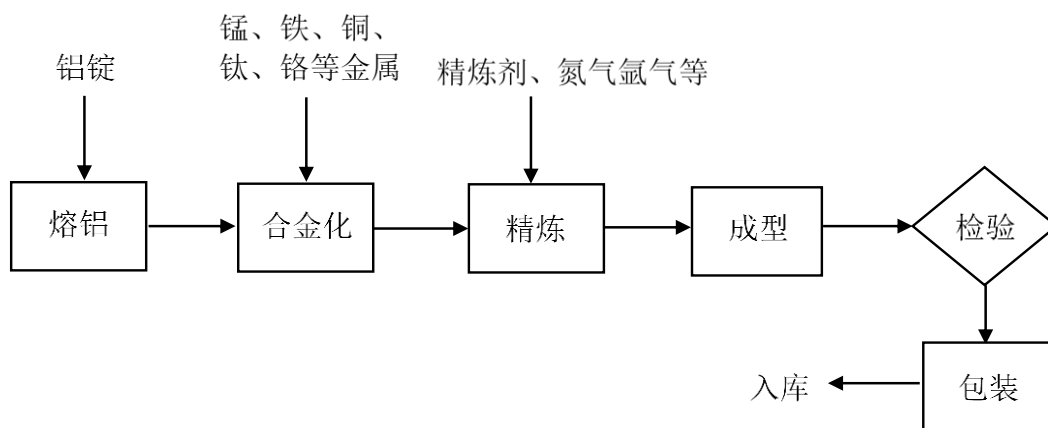 铝锭
锰、铁、铜、
钛、铬等金属
精炼剂、氮气氩气等
熔铝
合金化
精炼
成型
检验
包装
入库